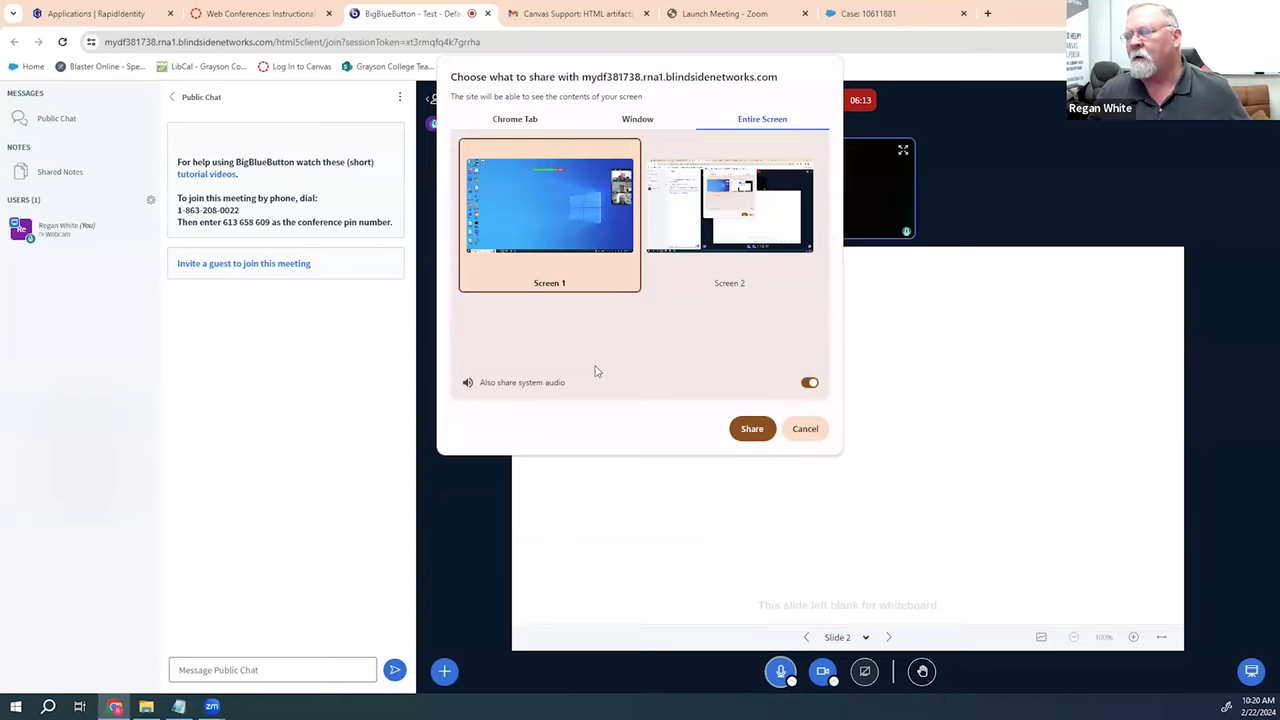 Applications | RapidIdentity
Web Conferences: Instructional
BigBlueButton - Test - Defa
Canvas Support: HTML artifacts
Launch Meeting - Zoom
Case: 10611881
mydf381738.rna1.blindsidenetworks.com/html5client/join?sessionToken=xt3rmqfq4k7grrha
Home
Blaster Online - Spe...
LibCal - Grayson Co...
Log In to Canvas
Grayson College Tea...
Regan White
MESSAGES
Public Chat
NOTES
Shared Notes
USERS (1)
Regan White (You)
Webcam
Public Chat
For help using BigBlueButton watch these (short)
tutorial videos.
To join this meeting by phone, dial:
1-863-208-0022
Then enter 613 658 609 as the conference pin number.
Invite a guest to join this meeting
Message Public Chat
Choose what to share with mydf381738.rna1.blindsidenetworks.com
The site will be able to see the contents of your screen
Chrome Tab
Window
Entire Screen
Screen 1
Screen 2
Also share system audio
Share
Cancel
06:13
This slide left blank for whiteboard
Slide 2
100%
zm
10:20 AM
2/22/2024